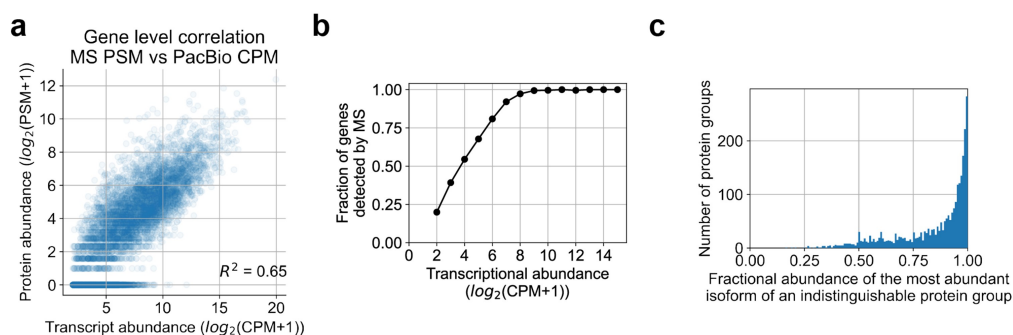 a
Gene level correlation
MS PSM vs PacBio CPM
Protein abundance (log2(PSM+1))
12
10
8
6
4
2
0
R² = 0.65
5 10 15 20
Transcript abundance (log2(CPM+1))
b
Fraction of genes
detected by MS
1.00
0.75
0.50
0.25
0.00
0 2 4 6 8 10 12 14
Transcriptional abundance
(log2(CPM+1))
c
Number of protein groups
200
100
0
0.00 0.25 0.50 0.75 1.00
Fractional abundance of the most abundant
isoform of an indistinguishable protein group